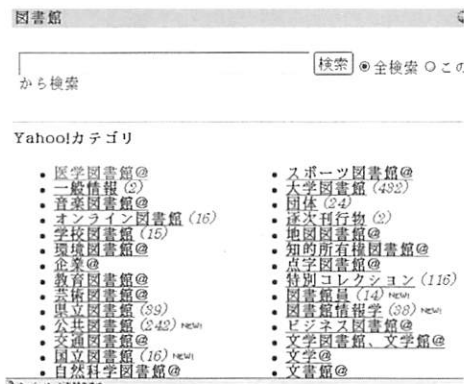 図書館
検索 全検索 この
から検索
Yahoo!カテゴリ
医学図書館@
一般情報 (2)
音楽図書館@
オンライン図書館 (16)
学校図書館 (15)
環境図書館@
企業@
教育図書館@
芸術図書館@
県立図書館 (39)
公共図書館 (242) NEW!
交通図書館@
国立図書館 (16) NEW!
自然科学図書館@
スポーツ図書館@
大学図書館 (432)
団体 (24)
逐次刊行物 (2)
地図図書館@
知的所有権図書館@
点字図書館@
特別コレクション (116)
図書館員 (14) NEW!
図書館情報学 (38) NEW!
ビジネス図書館@
文学図書館、文学館@
文学@
文書館@